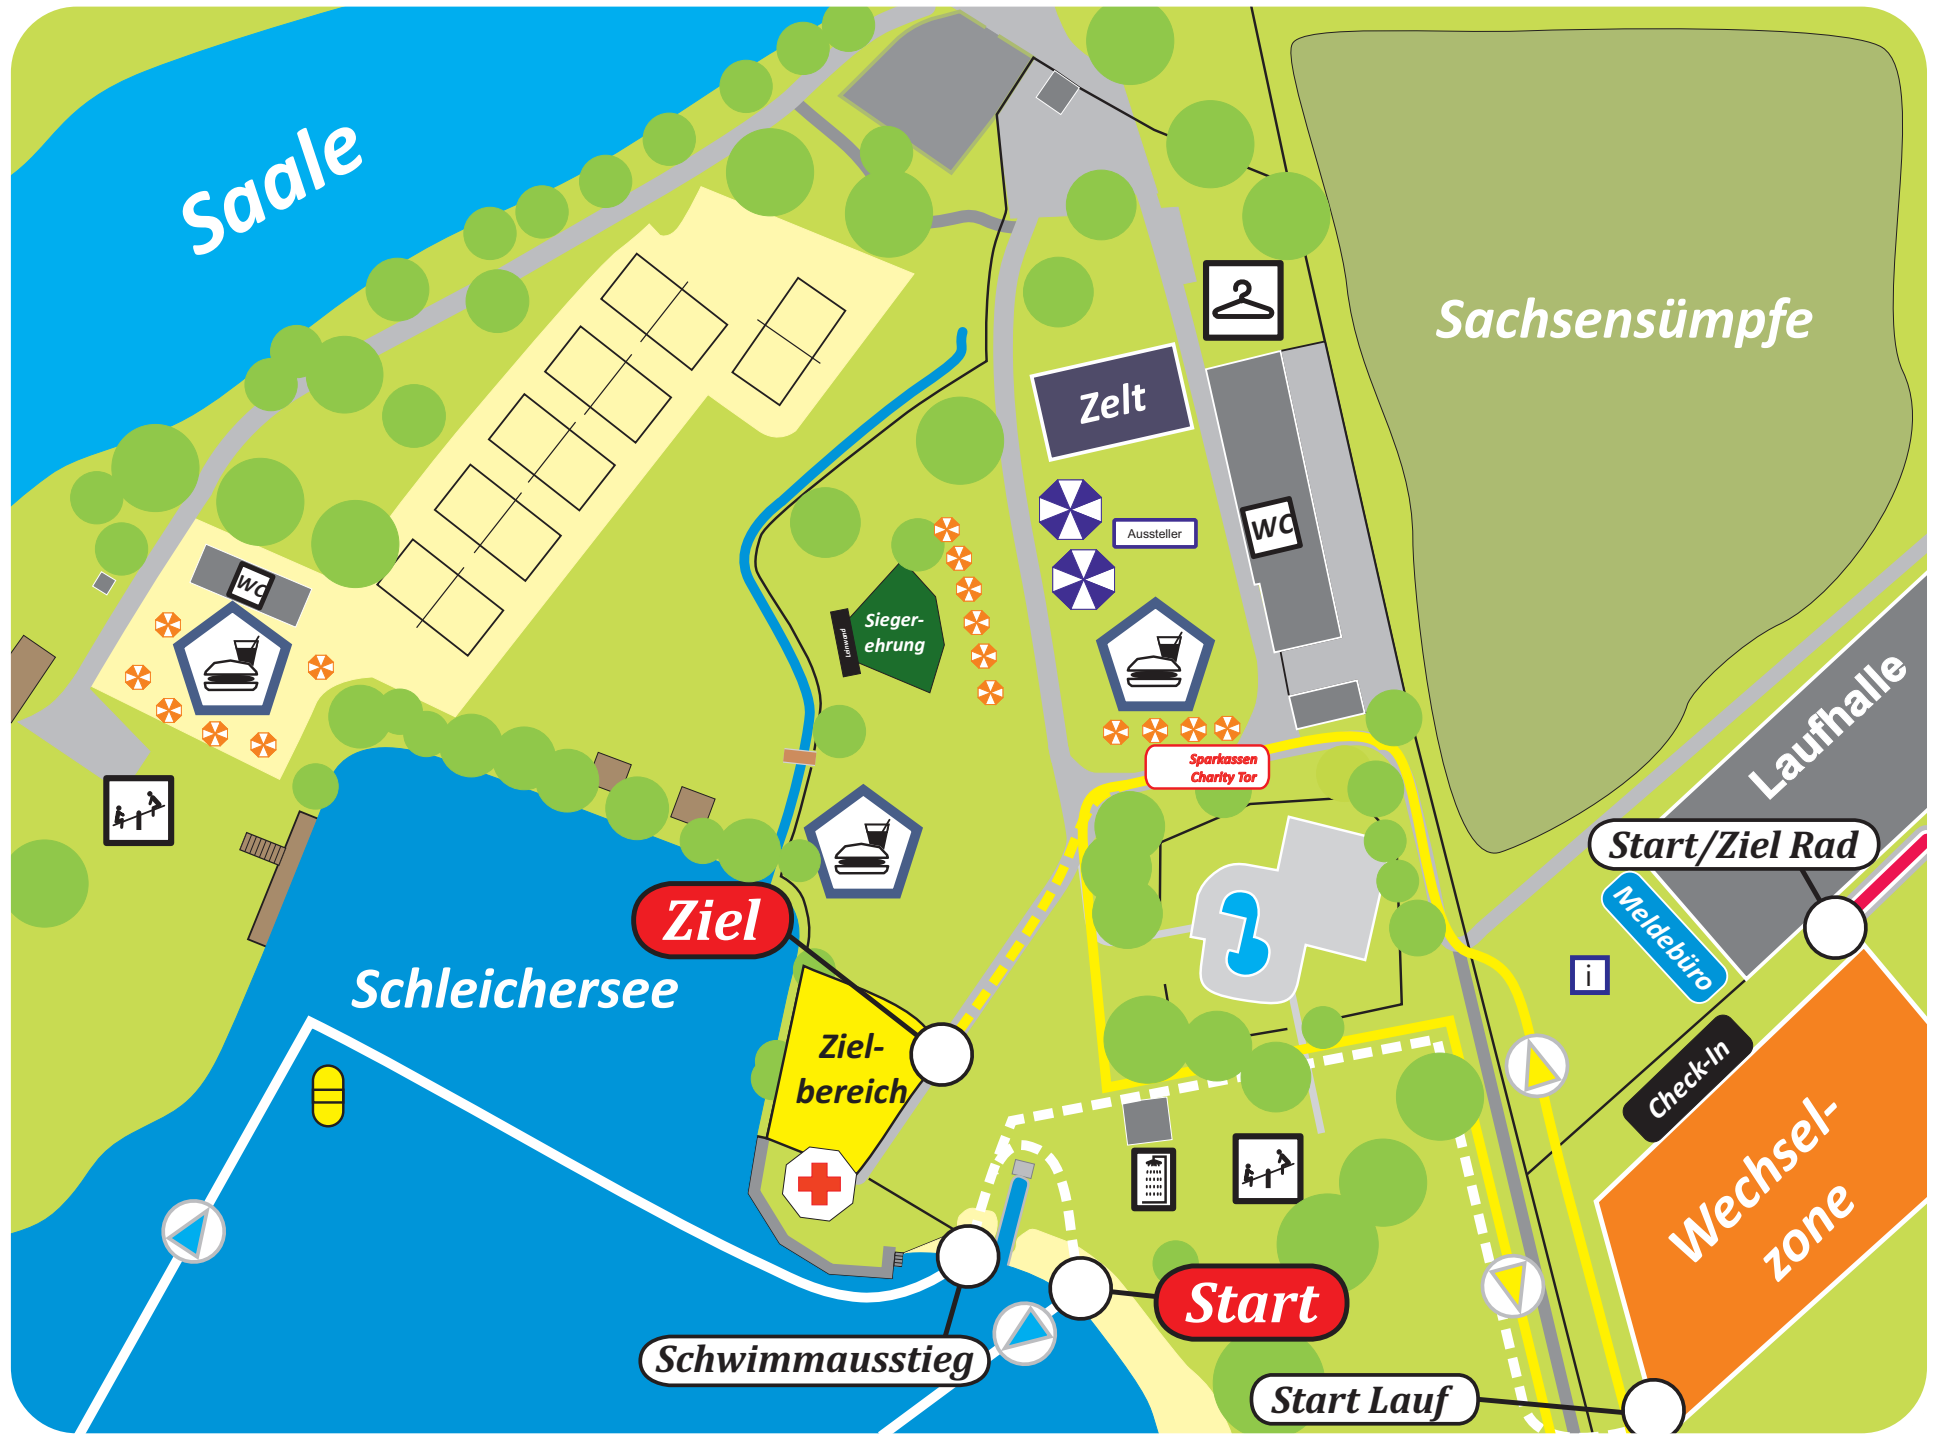 Saale
Sachsensümpfe
Zelt
Aussteller
WC
WC
Sieger-
ehrung
Leinwand
Sparkassen
Charity Tor
Laufhalle
Start/Ziel Rad
Meldebüro
i
Ziel
Schleichersee
Ziel-
bereich
Check-In
Wechsel-
zone
Start
Schwimmausstieg
Start Lauf